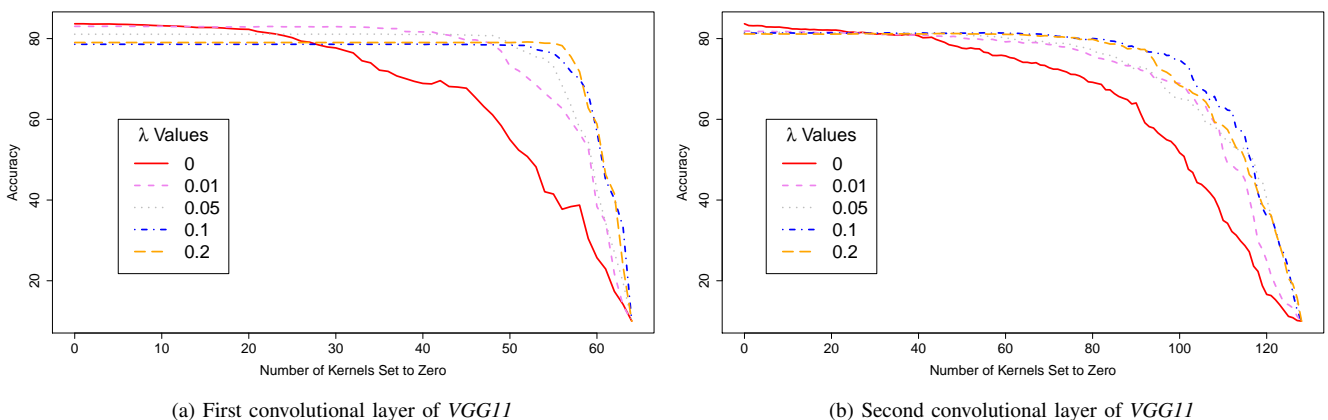 80
60
40
20
Accuracy
λ Values
0
0.01
0.05
0.1
0.2
0 10 20 30 40 50 60
Number of Kernels Set to Zero
(a) First convolutional layer of VGG11
80
60
40
20
Accuracy
λ Values
0
0.01
0.05
0.1
0.2
0 20 40 60 80 100 120
Number of Kernels Set to Zero
(b) Second convolutional layer of VGG11